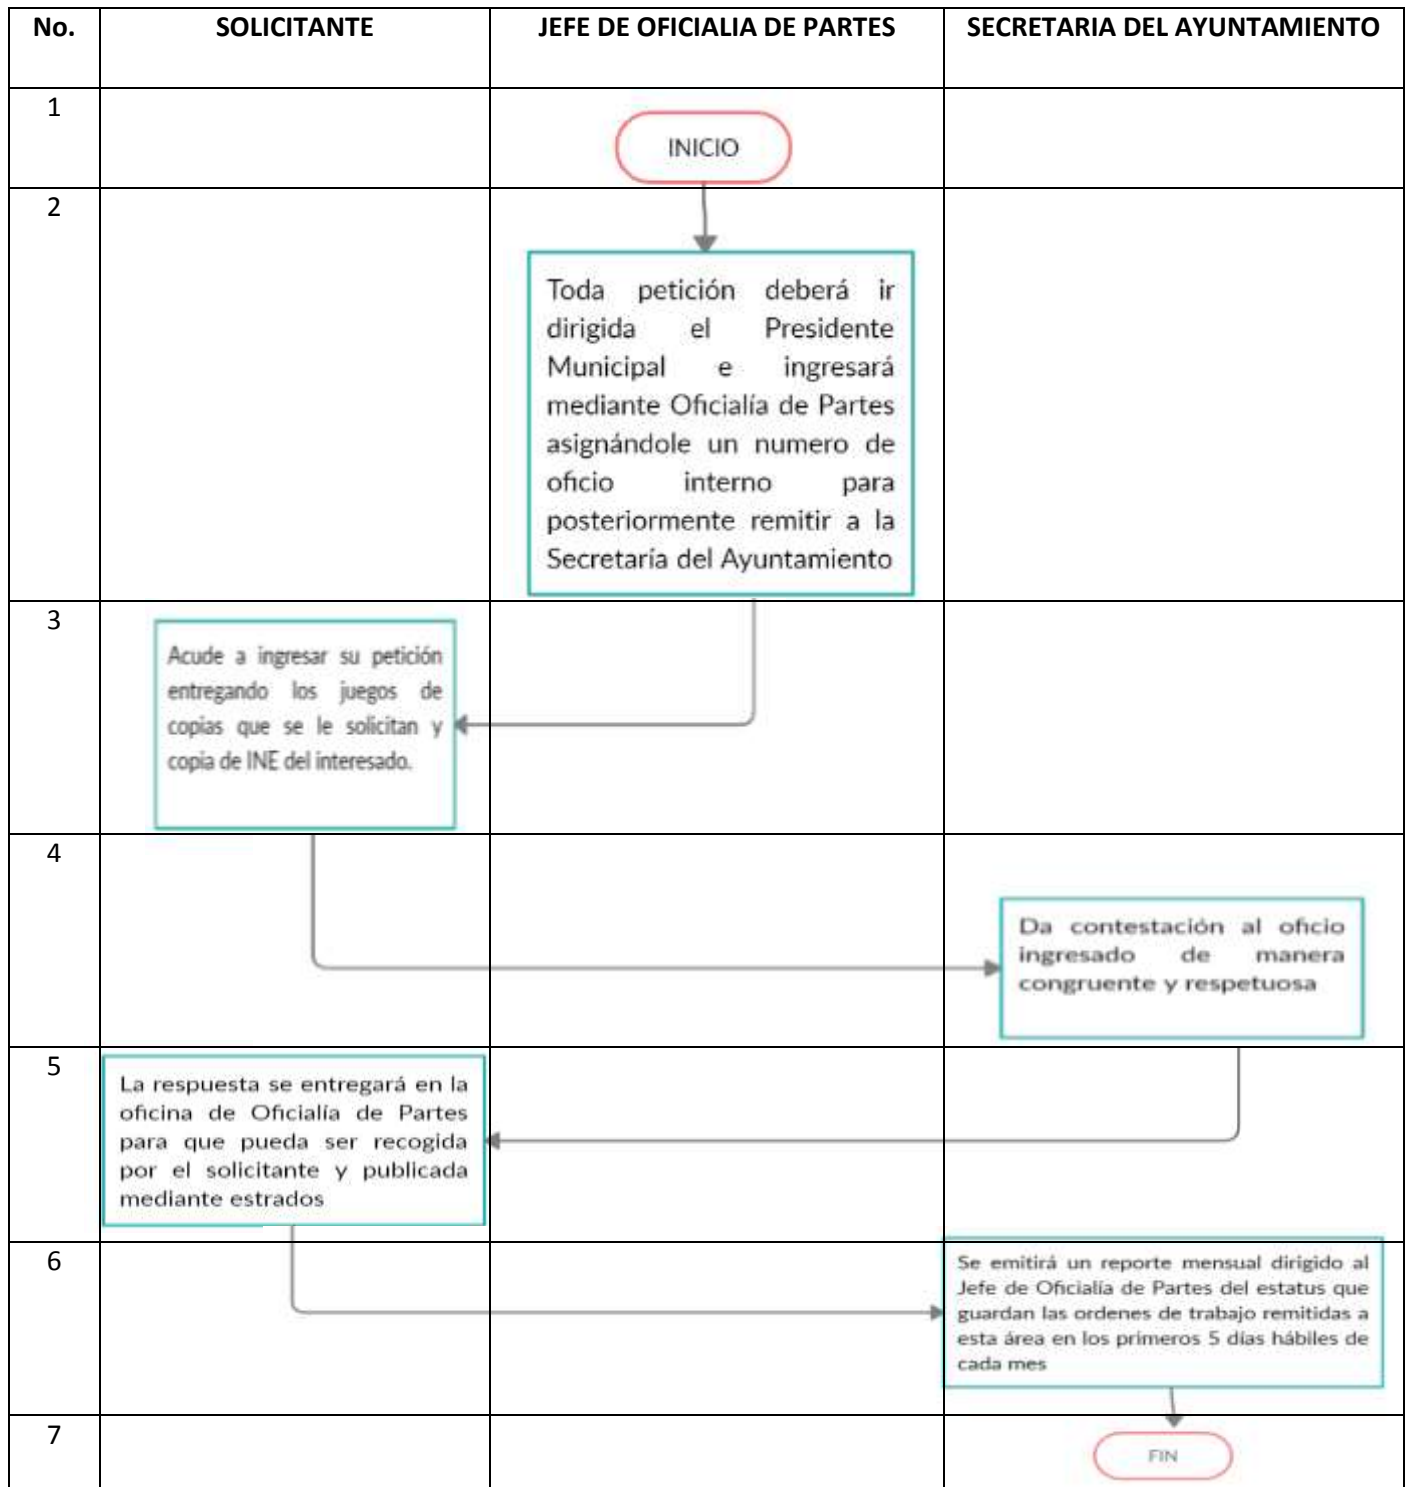 No.
SOLICITANTE
JEFE DE OFICIALIA DE PARTES
SECRETARIA DEL AYUNTAMIENTO
1
INICIO
2
Toda petición deberá ir
dirigida el Presidente
Municipal e ingresará
mediante Oficialía de Partes
asignándole un numero de
oficio interno para
posteriormente remitir a la
Secretaría del Ayuntamiento
3
Acude a ingresar su petición
entregando los juegos de
copias que se le solicitan y
copia de INE del interesado.
4
Da contestación al oficio
ingresado de manera
congruente y respetuosa
5
La respuesta se entregará en la
oficina de Oficialía de Partes
para que pueda ser recogida
por el solicitante y publicada
mediante estrados
6
Se emitirá un reporte mensual dirigido al
Jefe de Oficialía de Partes del estatus que
guardan las ordenes de trabajo remitidas a
esta área en los primeros 5 días hábiles de
cada mes
7
FIN